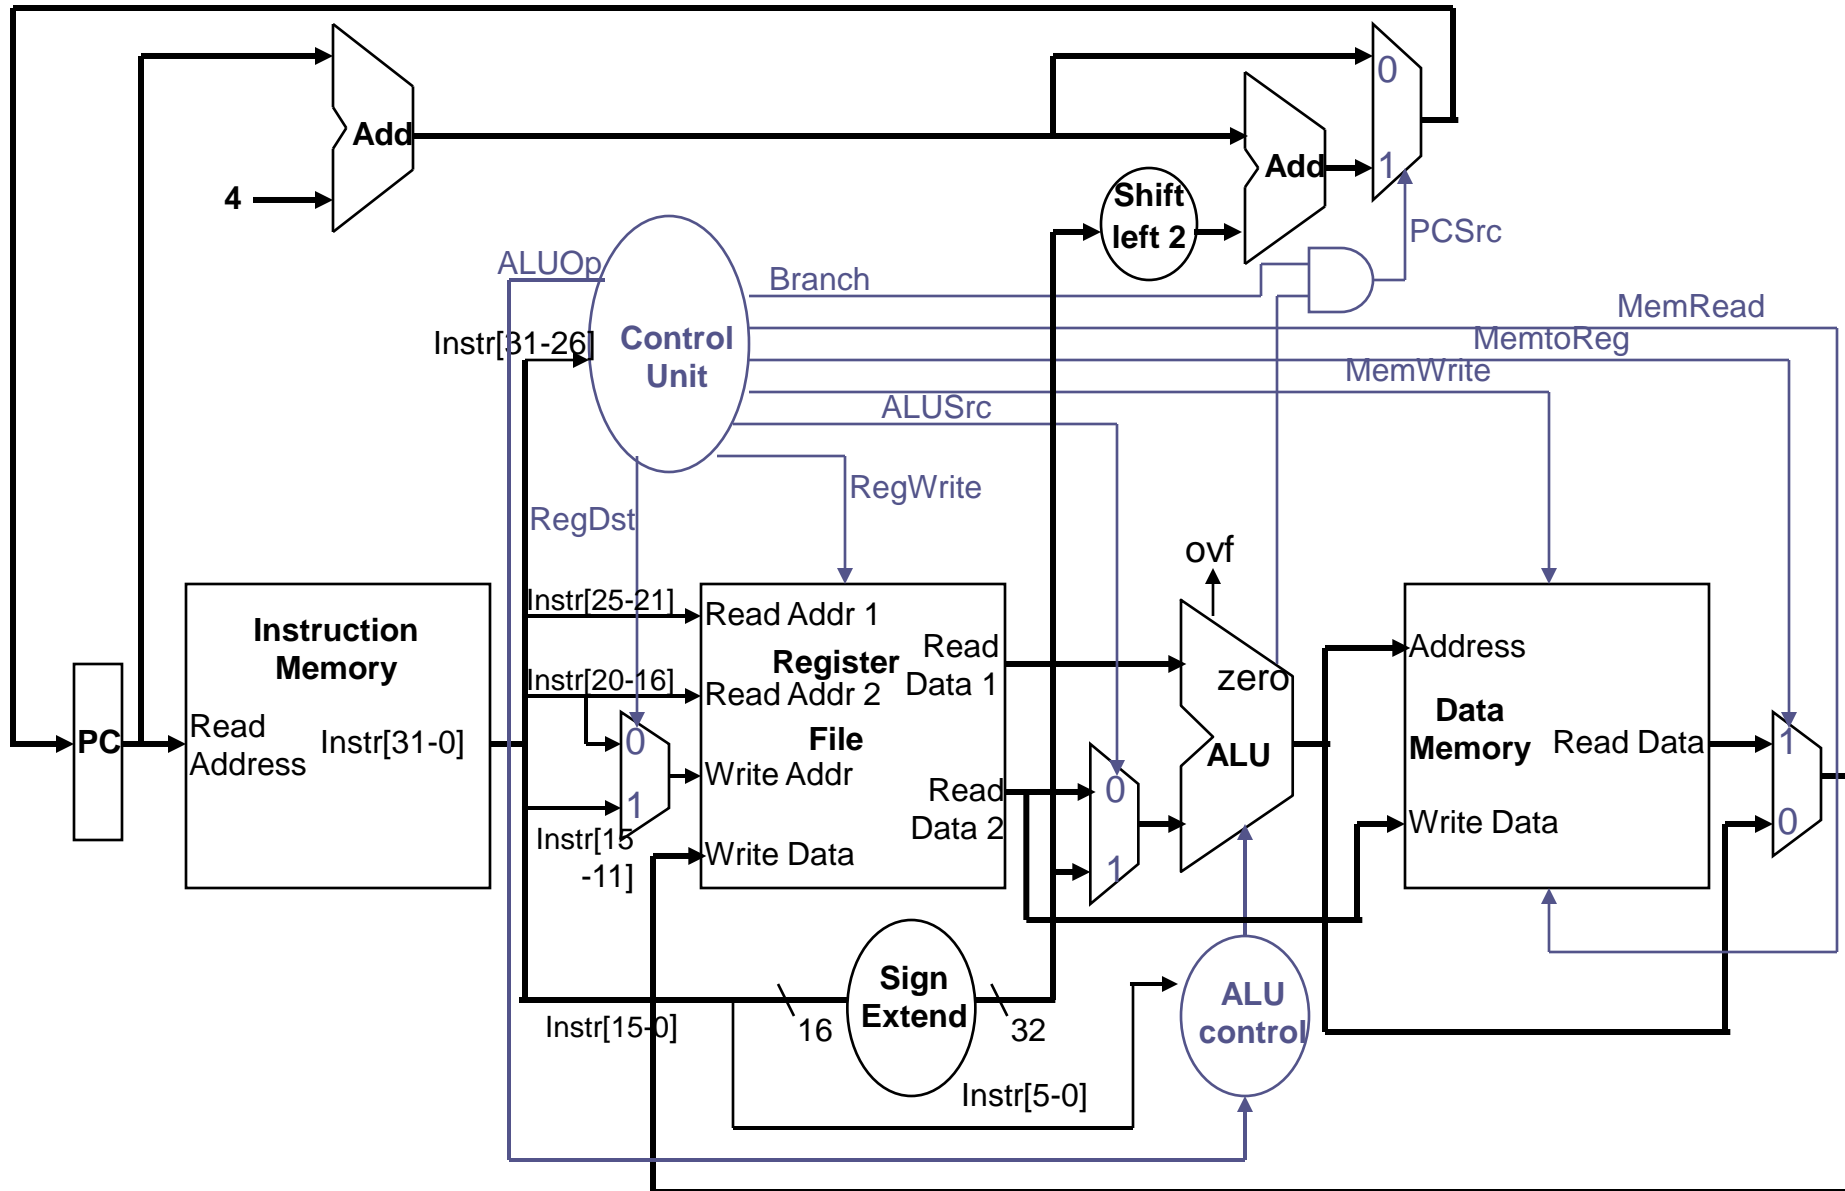 0
Add
Add
1
4
Shift
left 2
PCSrc
ALUOp
Branch
MemRead
Instr[31-26]
Control
Unit
MemtoReg
MemWrite
ALUSrc
RegWrite
RegDst
ovf
Instruction
Memory
Instr[25-21]
Read Addr 1
Register
File
Read
Data 1
Instr[20-16]
Read Addr 2
zero
Address
Data
Memory
PC
Read
Address
Instr[31-0]
0
Write Addr
ALU
Read Data
1
1
Read
Data 2
0
Write Data
0
Instr[15
-11]
Write Data
1
Sign
Extend
16
32
Instr[15-0]
ALU
control
Instr[5-0]